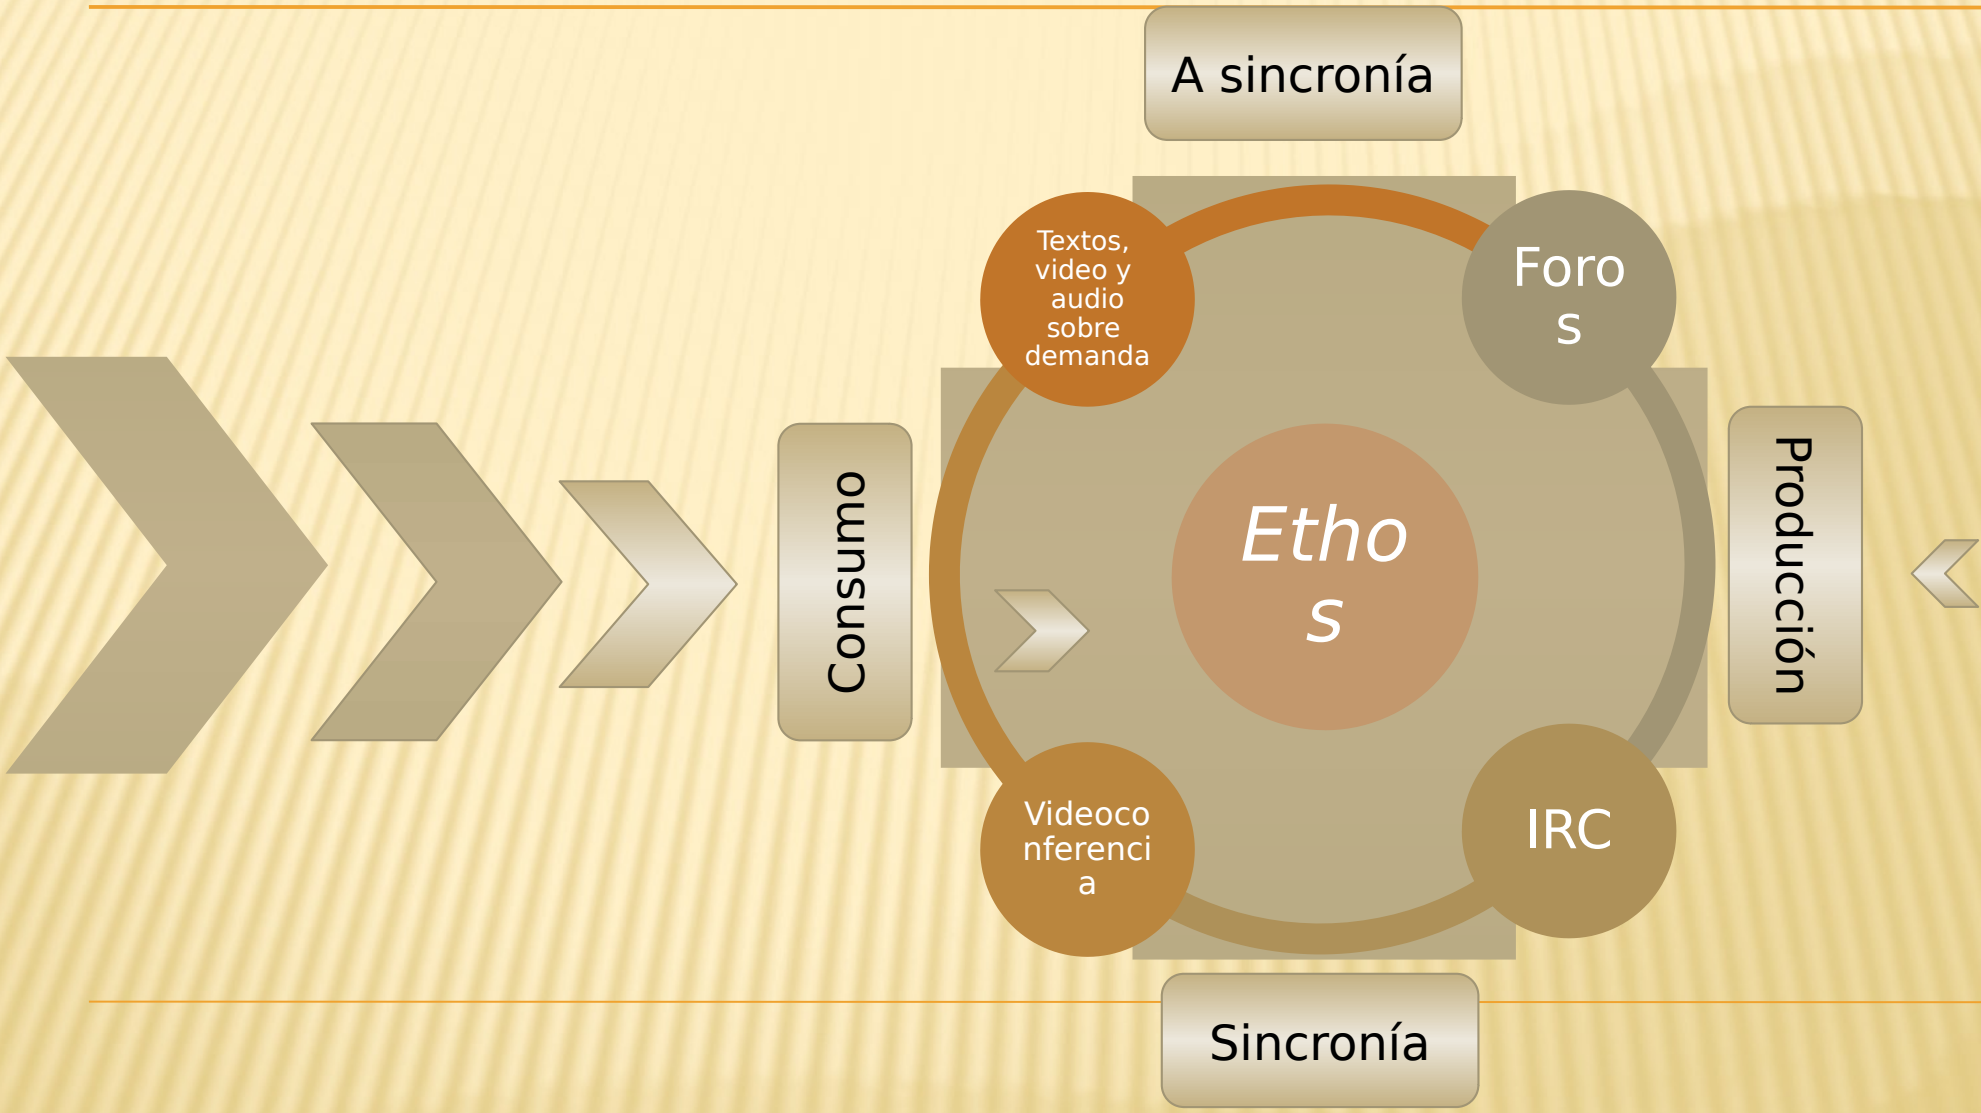 A sincronía
Textos,
video y
audio
sobre
demanda
Foro
s
Consumo
Etho
s
Producción
Videoco
nferenci
a
IRC
Sincronía